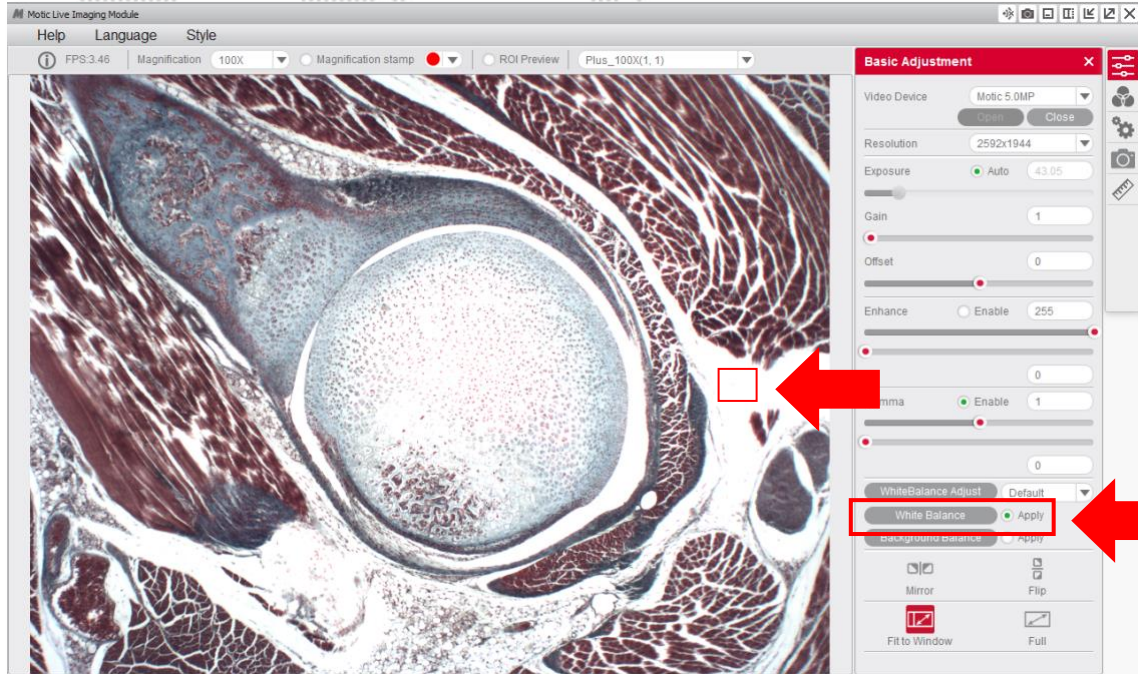 Motic Live Imaging Module
Help Language Style
FPS:3.46 Magnification 100X Magnification stamp ROI Preview Plus_100X(1, 1)
Basic Adjustment
Video Device Motic 5.0MP
Open Close
Resolution 2592x1944
Exposure Auto 43.05
Gain 1
Offset 0
Enhance Enable 255
0
mma Enable 1
0
WhiteBalance Adjust Default
White Balance Apply
Background Balance Apply
Mirror Flip
Fit to Window Full